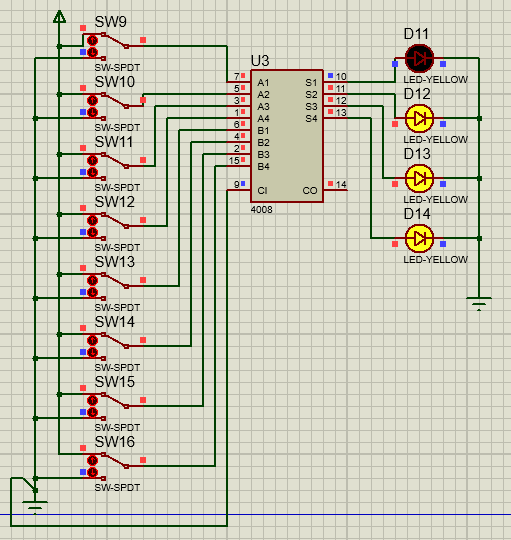 SW9
SW-SPDT
SW10
SW-SPDT
SW11
SW-SPDT
SW12
SW-SPDT
SW13
SW-SPDT
SW14
SW-SPDT
SW15
SW-SPDT
SW16
SW-SPDT
U3
7 A1 S1 10
5 A2 S2 11
3 A3 S3 12
1 A4 S4 13
6 B1
4 B2
2 B3
15 B4
9 CI CO 14
4008
D11
LED-YELLOW
D12
LED-YELLOW
D13
LED-YELLOW
D14
LED-YELLOW